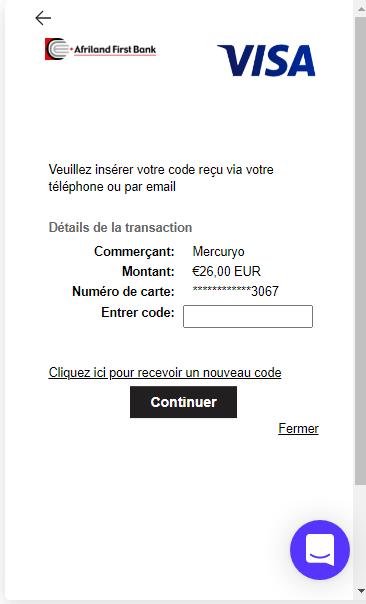 Afriland First Bank
VISA
Veuillez insérer votre code reçu via votre
téléphone ou par email
Détails de la transaction
Commerçant: Mercuryo
Montant: €26,00 EUR
Numéro de carte: ************3067
Entrer code:
Cliquez ici pour recevoir un nouveau code
Continuer
Fermer